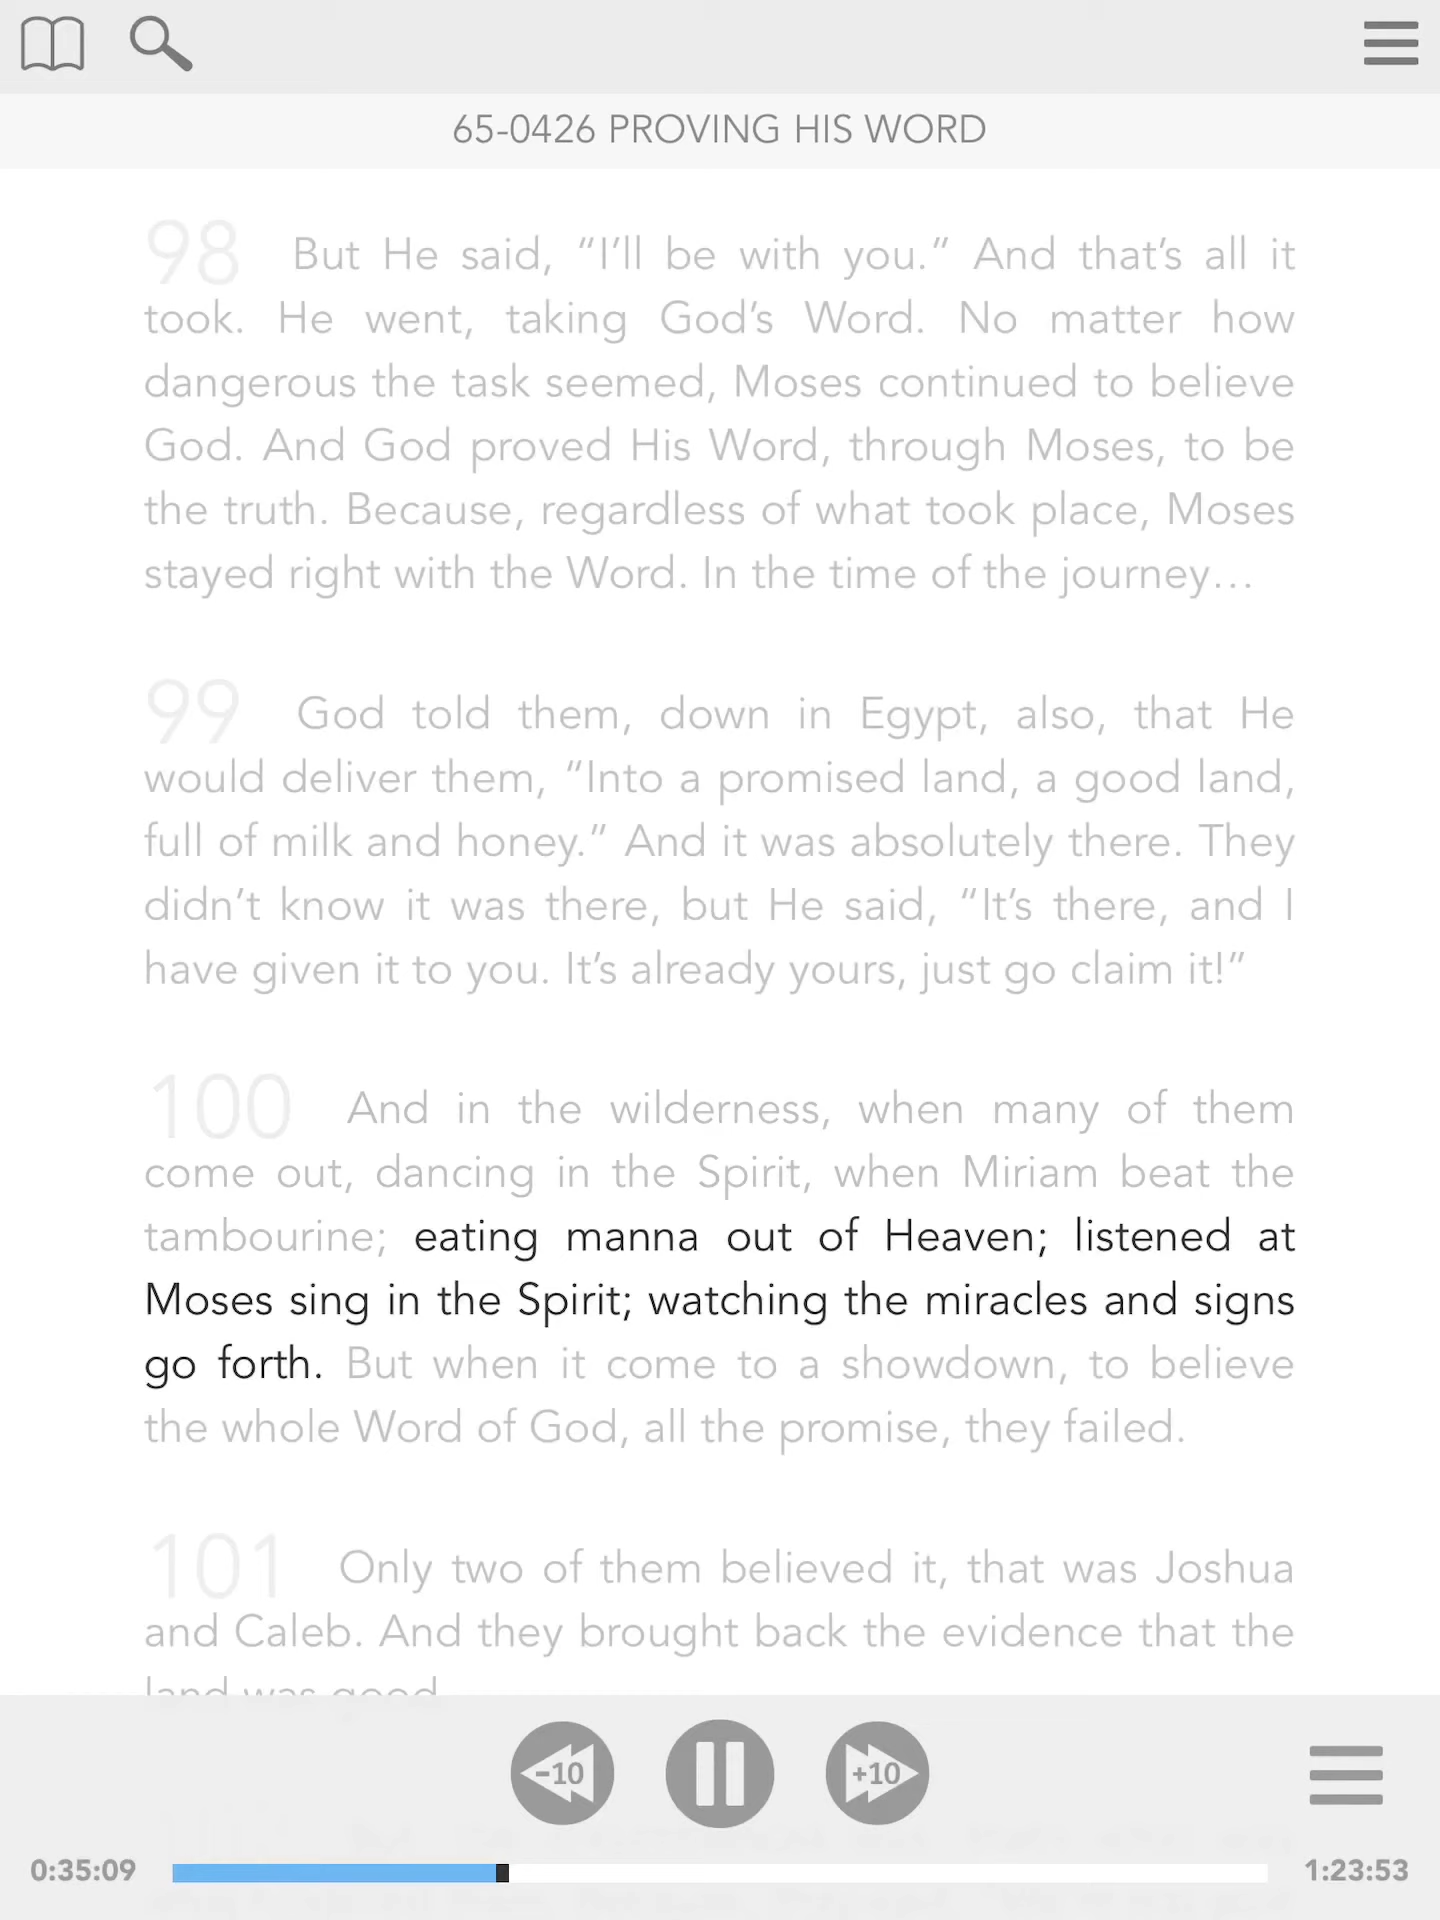 65-0426 PROVING HIS WORD
98 But He said, “I’ll be with you.” And that’s all it
took. He went, taking God’s Word. No matter how
dangerous the task seemed, Moses continued to believe
God. And God proved His Word, through Moses, to be
the truth. Because, regardless of what took place, Moses
stayed right with the Word. In the time of the journey…
99 God told them, down in Egypt, also, that He
would deliver them, “Into a promised land, a good land,
full of milk and honey.” And it was absolutely there. They
didn’t know it was there, but He said, “It’s there, and I
have given it to you. It’s already yours, just go claim it!”
100 And in the wilderness, when many of them
come out, dancing in the Spirit, when Miriam beat the
tambourine; eating manna out of Heaven; listened at
Moses sing in the Spirit; watching the miracles and signs
go forth. But when it come to a showdown, to believe
the whole Word of God, all the promise, they failed.
101 Only two of them believed it, that was Joshua
and Caleb. And they brought back the evidence that the
land was good.
-10 +10
0:35:09 1:23:53